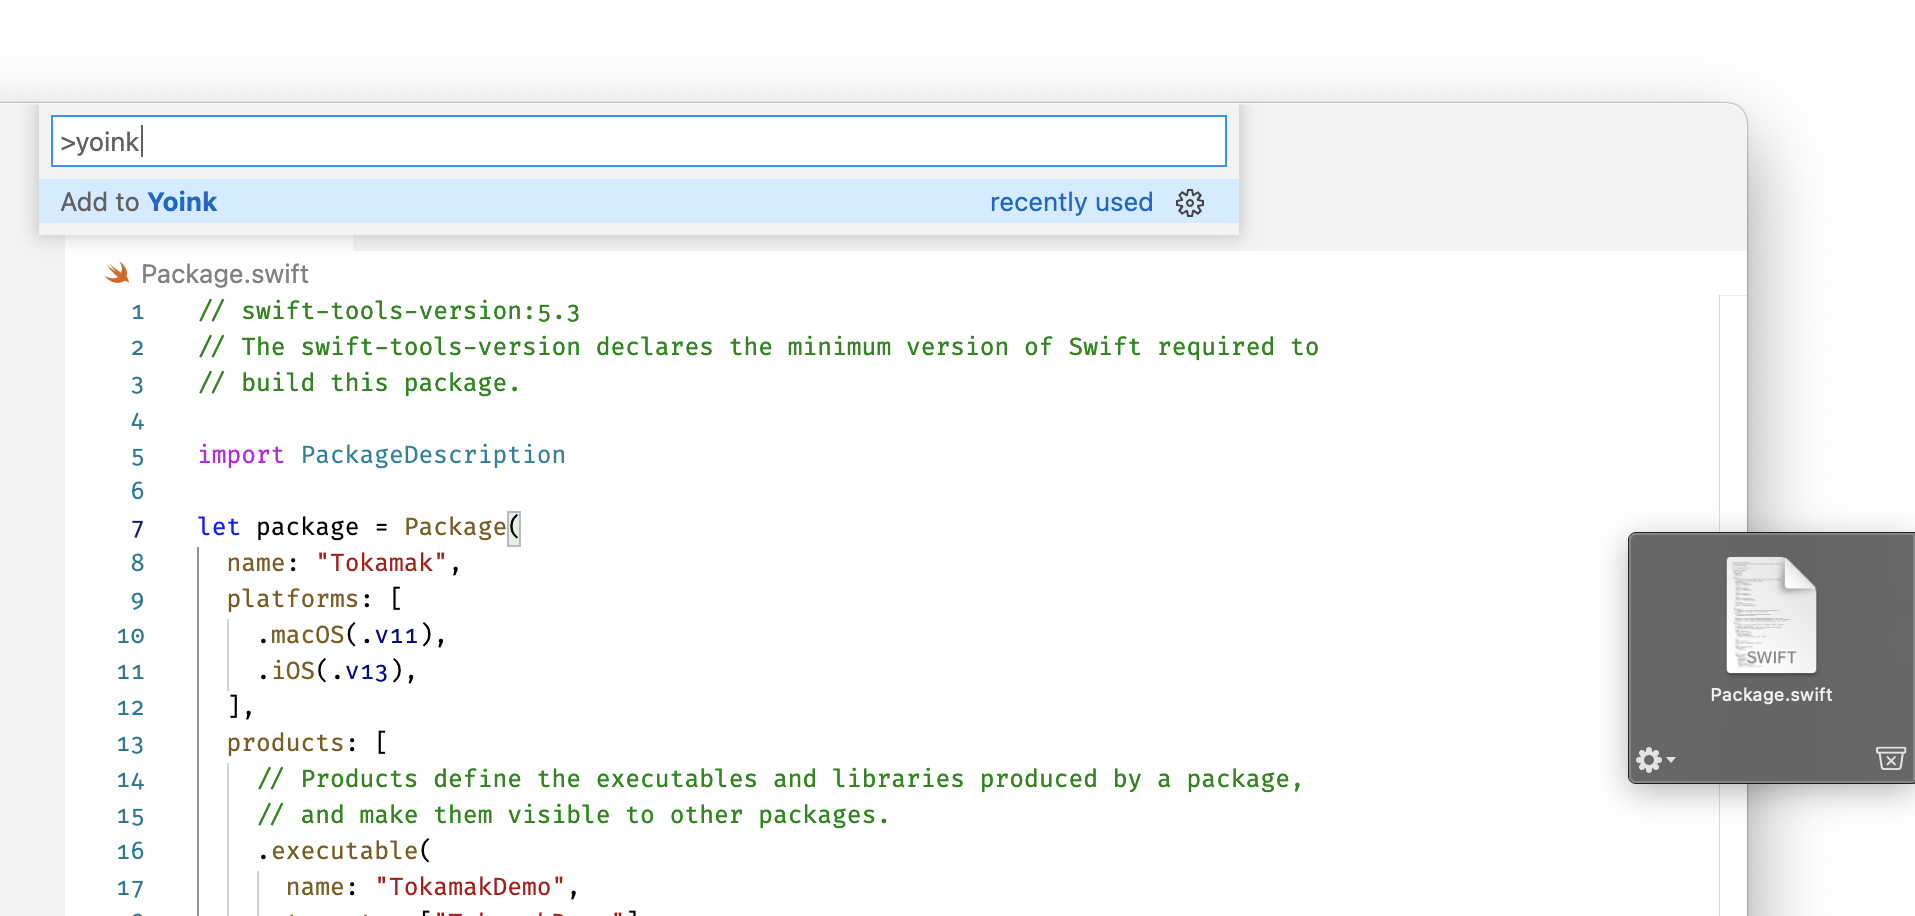 >yoink
Add to Yoink recently used
Package.swift
1 // swift-tools-version:5.3
2 // The swift-tools-version declares the minimum version of Swift required to
3 // build this package.
4
5 import PackageDescription
6
7 let package = Package(
8 name: "Tokamak",
9 platforms: [
10 .macOS(.v11),
11 .iOS(.v13),
12 ],
13 products: [
14 // Products define the executables and libraries produced by a package,
15 // and make them visible to other packages.
16 .executable(
17 name: "TokamakDemo",
SWIFT
Package.swift